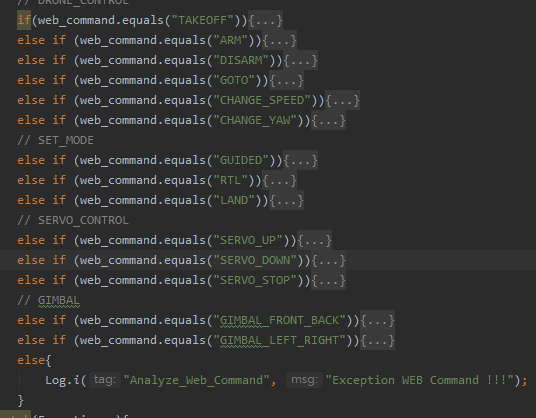 // DRONE_CONTROL
if(web_command.equals("TAKEOFF")){...}
else if (web_command.equals("ARM")){...}
else if (web_command.equals("DISARM")){...}
else if (web_command.equals("GOTO")){...}
else if (web_command.equals("CHANGE_SPEED")){...}
else if (web_command.equals("CHANGE_YAW")){...}
// SET_MODE
else if (web_command.equals("GUIDED")){...}
else if (web_command.equals("RTL")){...}
else if (web_command.equals("LAND")){...}
// SERVO_CONTROL
else if (web_command.equals("SERVO_UP")){...}
else if (web_command.equals("SERVO_DOWN")){...}
else if (web_command.equals("SERVO_STOP")){...}
// GIMBAL
else if (web_command.equals("GIMBAL_FRONT_BACK")){...}
else if (web_command.equals("GIMBAL_LEFT_RIGHT")){...}
else{
Log.i( tag: "Analyze_Web_Command", msg: "Exception WEB Command !!!");
}